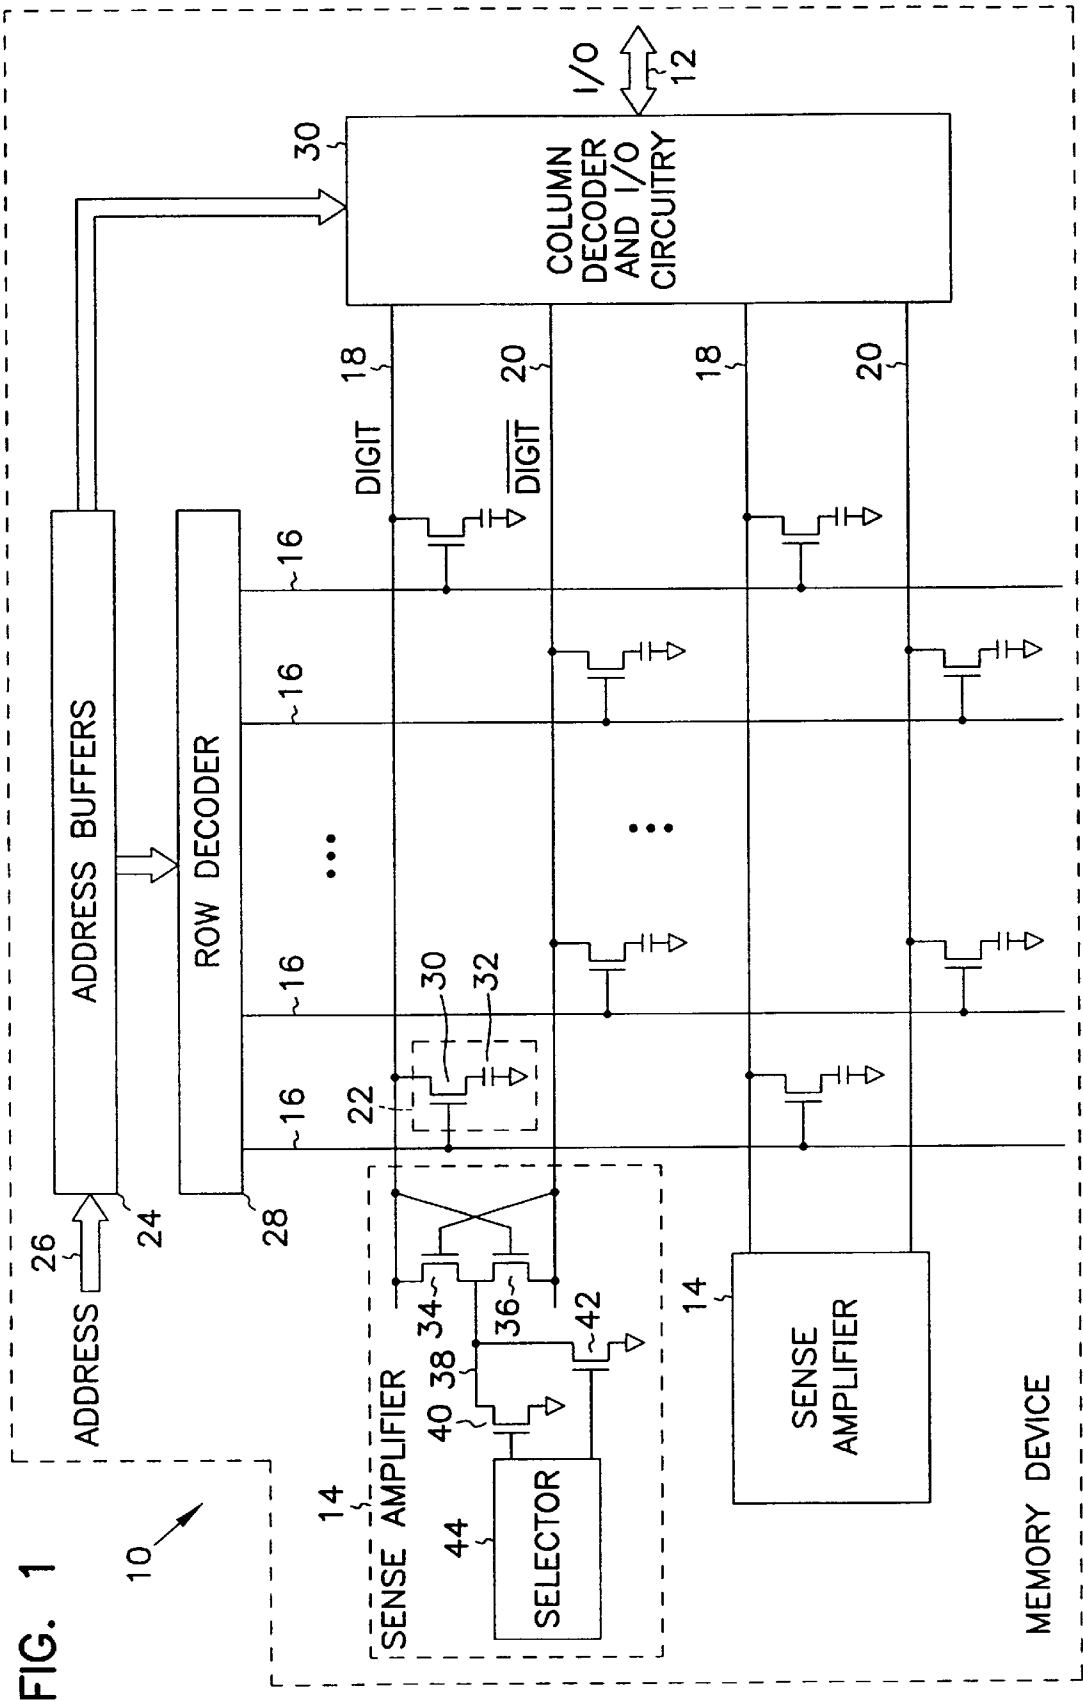 FIG. 1
10
ADDRESS
26
24
ADDRESS BUFFERS
28
ROW DECODER
16
16
16
16
•••
•••
14
SENSE AMPLIFIER
44
SELECTOR
40
38
42
34
36
22
30
32
DIGIT
18
DIGIT
20
18
20
30
COLUMN
DECODER
AND I/O
CIRCUITRY
I/O
12
14
SENSE
AMPLIFIER
MEMORY DEVICE